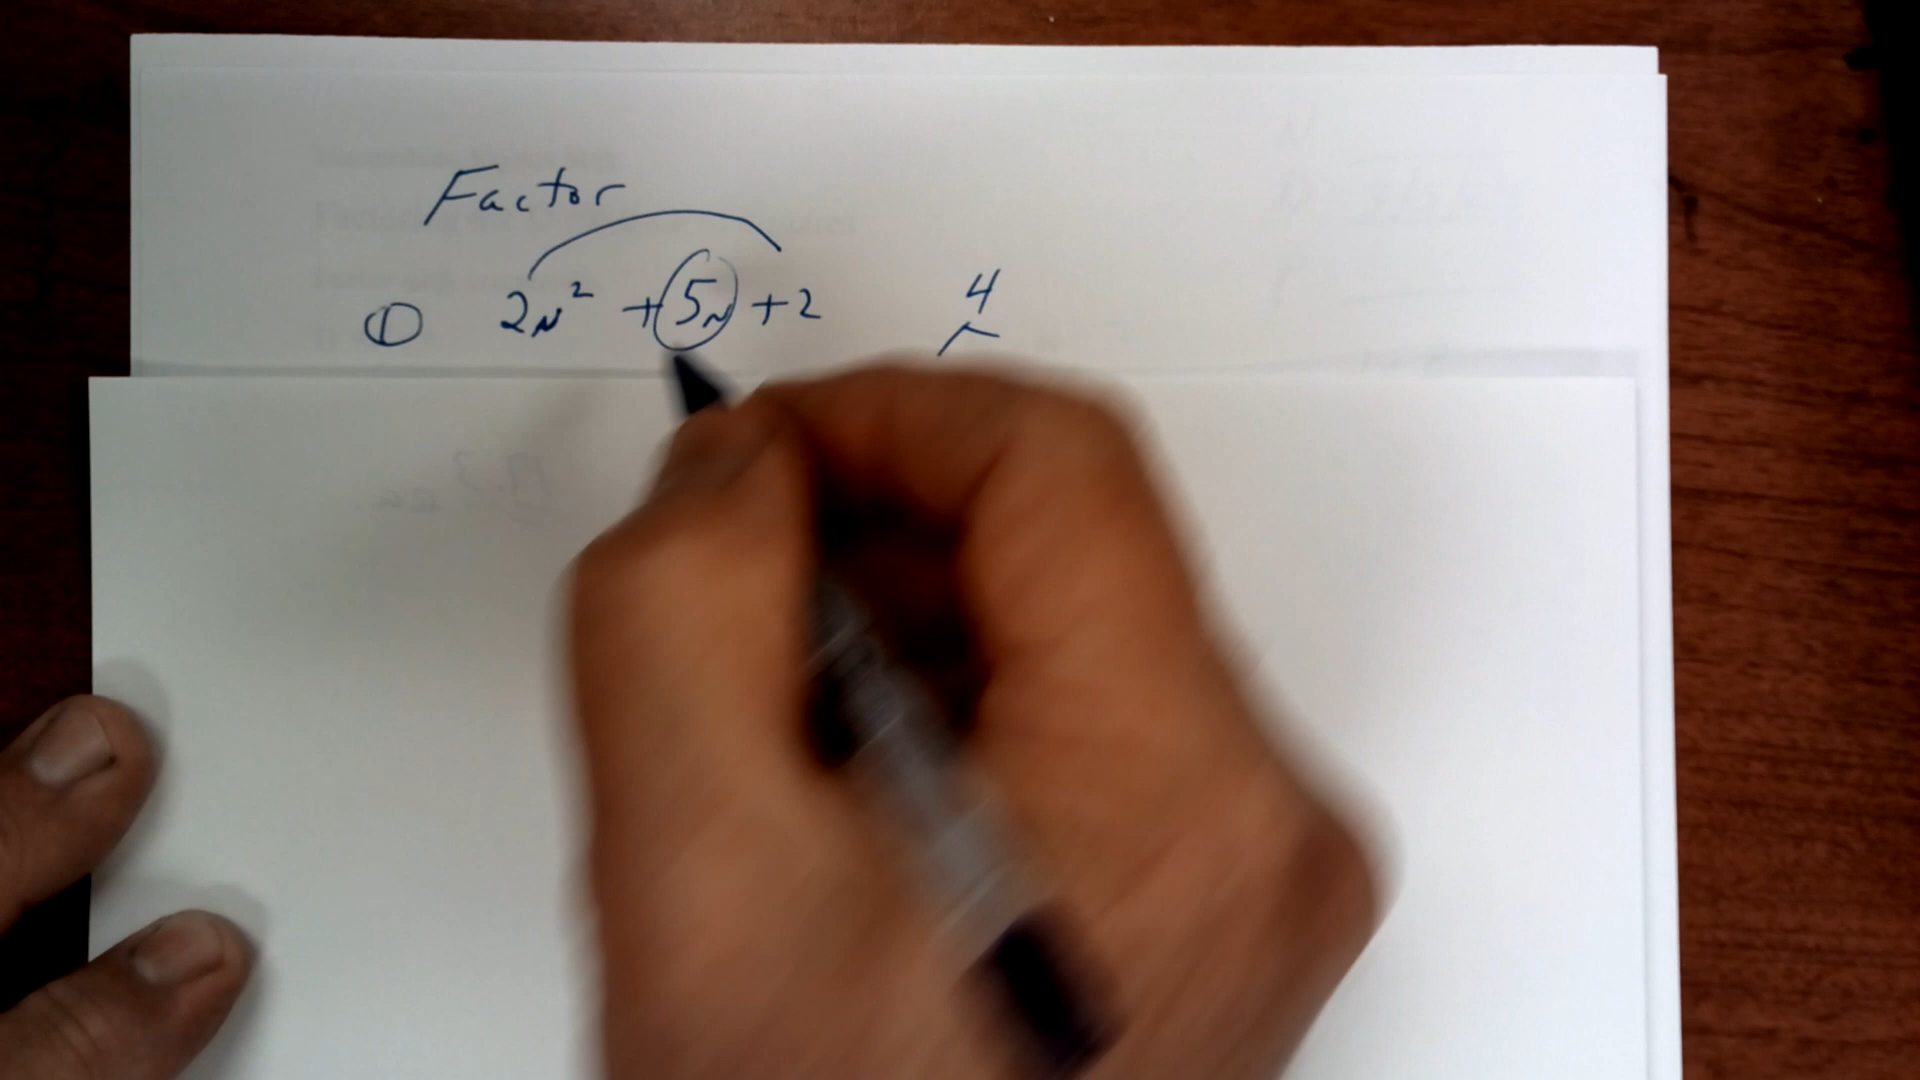 Factor
① 2N² + 5N + 2 4